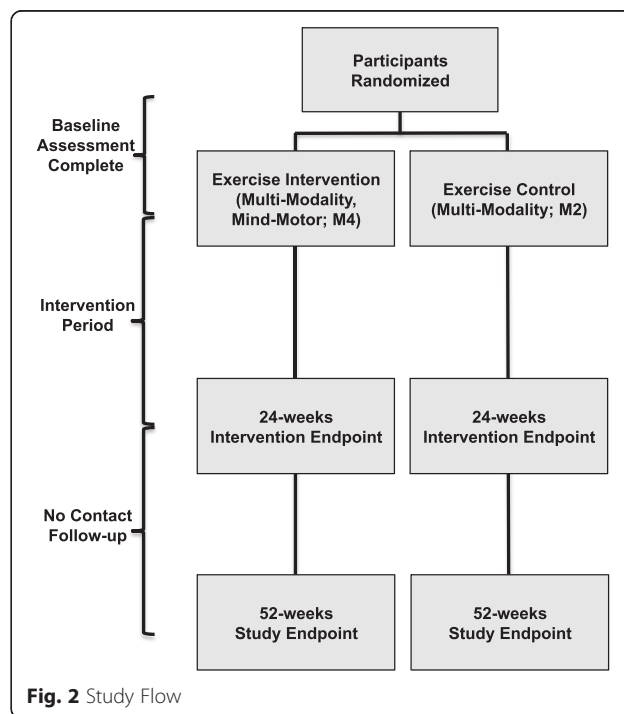 Participants
Randomized
Baseline
Assessment
Complete
Exercise Intervention
(Multi-Modality,
Mind-Motor; M4)
Exercise Control
(Multi-Modality; M2)
Intervention
Period
24-weeks
Intervention Endpoint
24-weeks
Intervention Endpoint
No Contact
Follow-up
52-weeks
Study Endpoint
52-weeks
Study Endpoint
Fig. 2 Study Flow